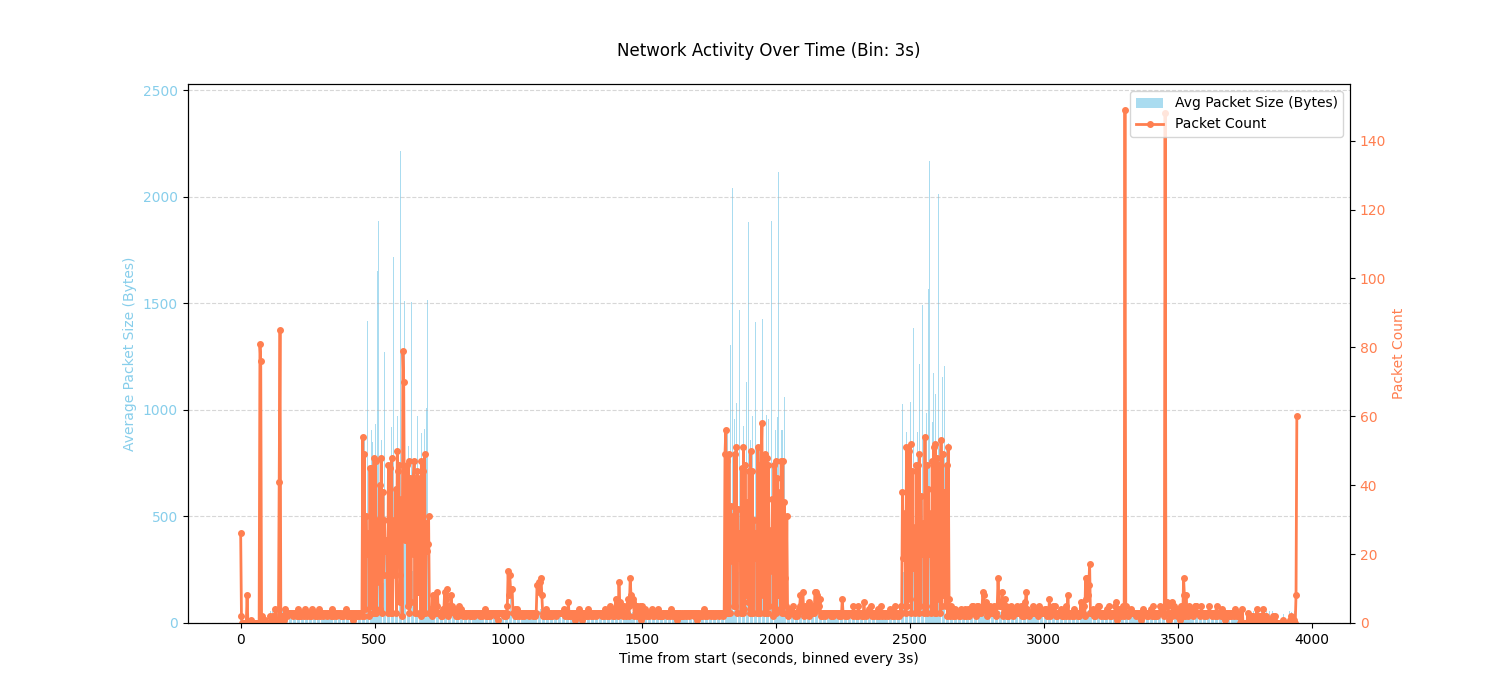 Network Activity Over Time (Bin: 3s)
Avg Packet Size (Bytes)
Packet Count
2500
2000
1500
1000
500
0
Average Packet Size (Bytes)
140
120
100
80
60
40
20
0
Packet Count
0 500 1000 1500 2000 2500 3000 3500 4000
Time from start (seconds, binned every 3s)